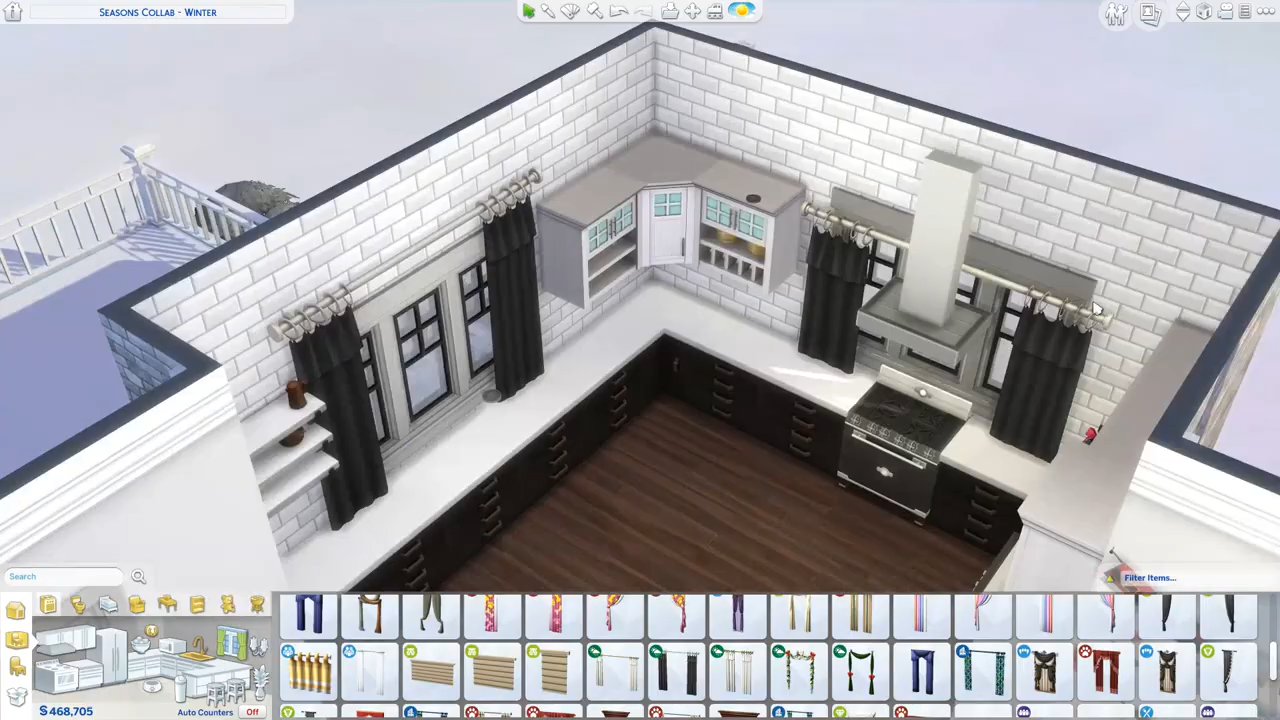 Seasons Collab - Winter
Search
Filter Items...
$468,705
Auto Counters Off